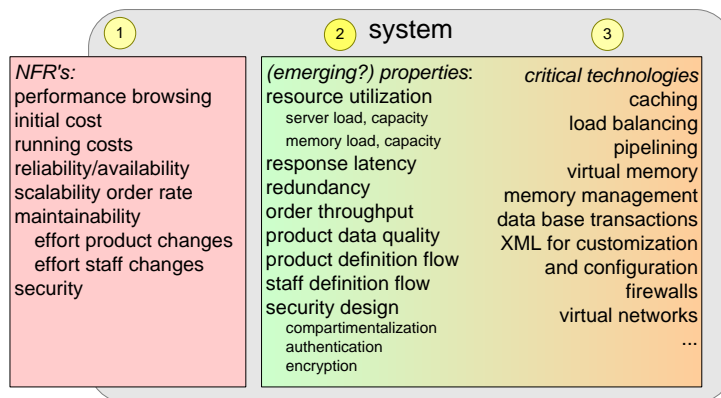 1
2
system
3
NFR's:
performance browsing
initial cost
running costs
reliability/availability
scalability order rate
maintainability
effort product changes
effort staff changes
security
(emerging?) properties:
resource utilization
server load, capacity
memory load, capacity
response latency
redundancy
order throughput
product data quality
product definition flow
staff definition flow
security design
compartimentalization
authentication
encryption
critical technologies
caching
load balancing
pipelining
virtual memory
memory management
data base transactions
XML for customization
and configuration
firewalls
virtual networks
...